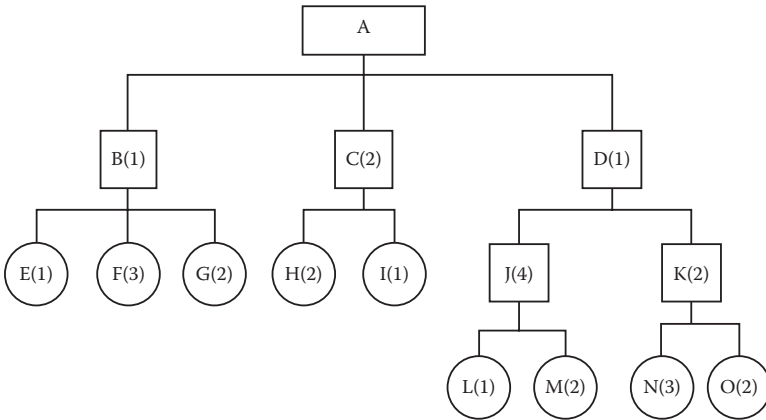 A
B(1) C(2) D(1)
E(1) F(3) G(2) H(2) I(1) J(4) K(2)
L(1) M(2) N(3) O(2)